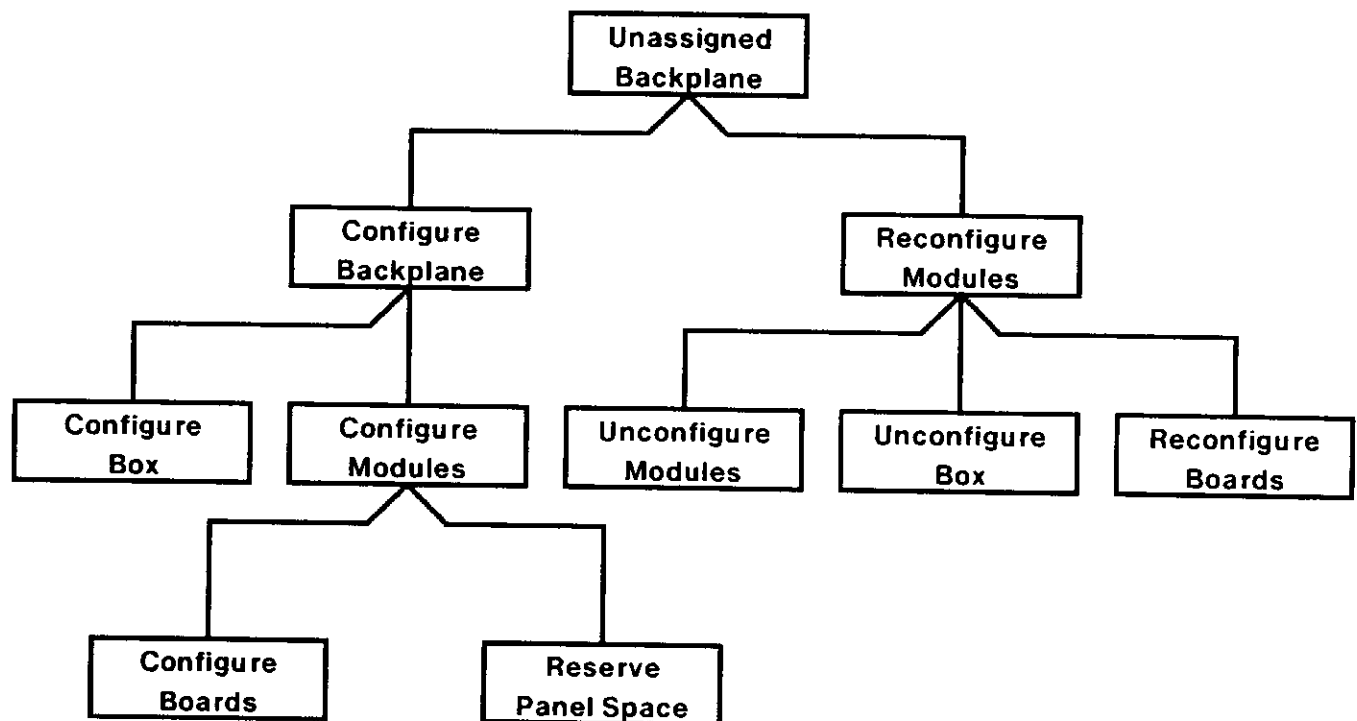 Unassigned
Backplane
Configure
Backplane
Reconfigure
Modules
Configure
Box
Configure
Modules
Unconfigure
Modules
Unconfigure
Box
Reconfigure
Boards
Configure
Boards
Reserve
Panel Space